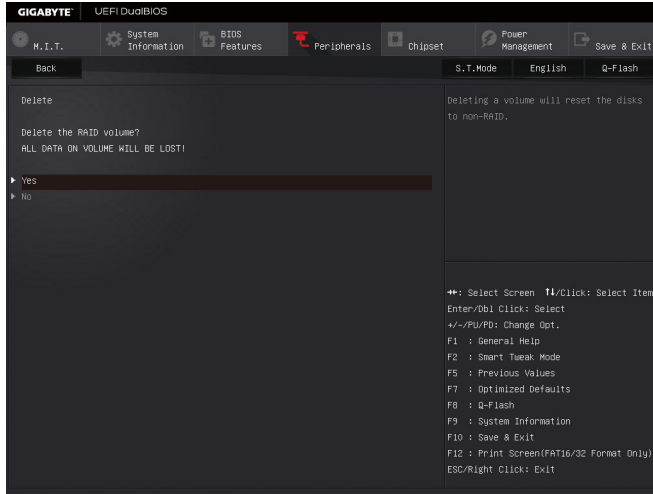 GIGABYTE™ UEFI DualBIOS
M.I.T. System Information BIOS Features Peripherals Chipset Power Management Save & Exit
Back S.T.Mode English Q-Flash
Delete
Delete the RAID volume?
ALL DATA ON VOLUME WILL BE LOST!
Yes
No
Deleting a volume will reset the disks
to non-RAID.
→←: Select Screen ↑↓/Click: Select Item
Enter/Dbl Click: Select
+/-/PU/PD: Change Opt.
F1 : General Help
F2 : Smart Tweak Mode
F5 : Previous Values
F7 : Optimized Defaults
F8 : Q-Flash
F9 : System Information
F10 : Save & Exit
F12 : Print Screen(FAT16/32 Format Only)
ESC/Right Click: Exit